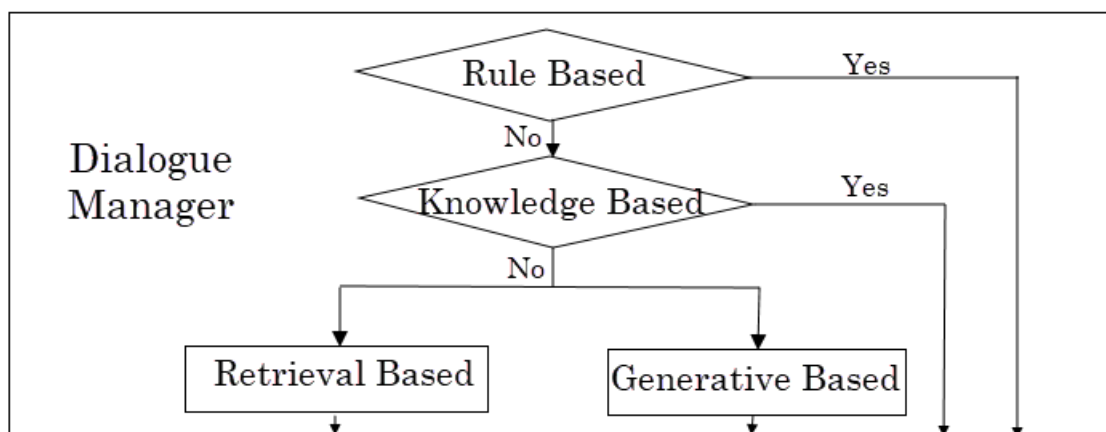 Rule Based
Yes
No
Dialogue
Manager
Knowledge Based
Yes
No
Retrieval Based
Generative Based